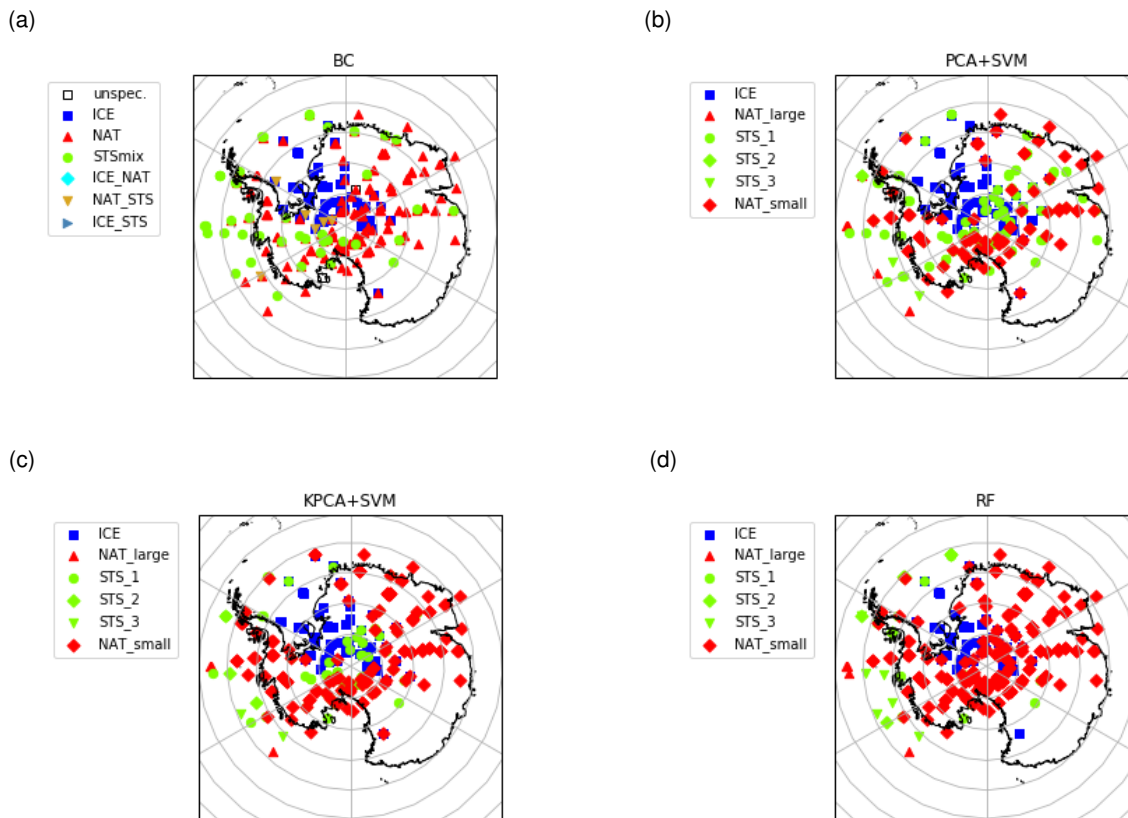 (a)
BC
unspec.
ICE
NAT
STSmix
ICE_NAT
NAT_STS
ICE_STS
(b)
PCA+SVM
ICE
NAT_large
STS_1
STS_2
STS_3
NAT_small
(c)
KPCA+SVM
ICE
NAT_large
STS_1
STS_2
STS_3
NAT_small
(d)
RF
ICE
NAT_large
STS_1
STS_2
STS_3
NAT_small